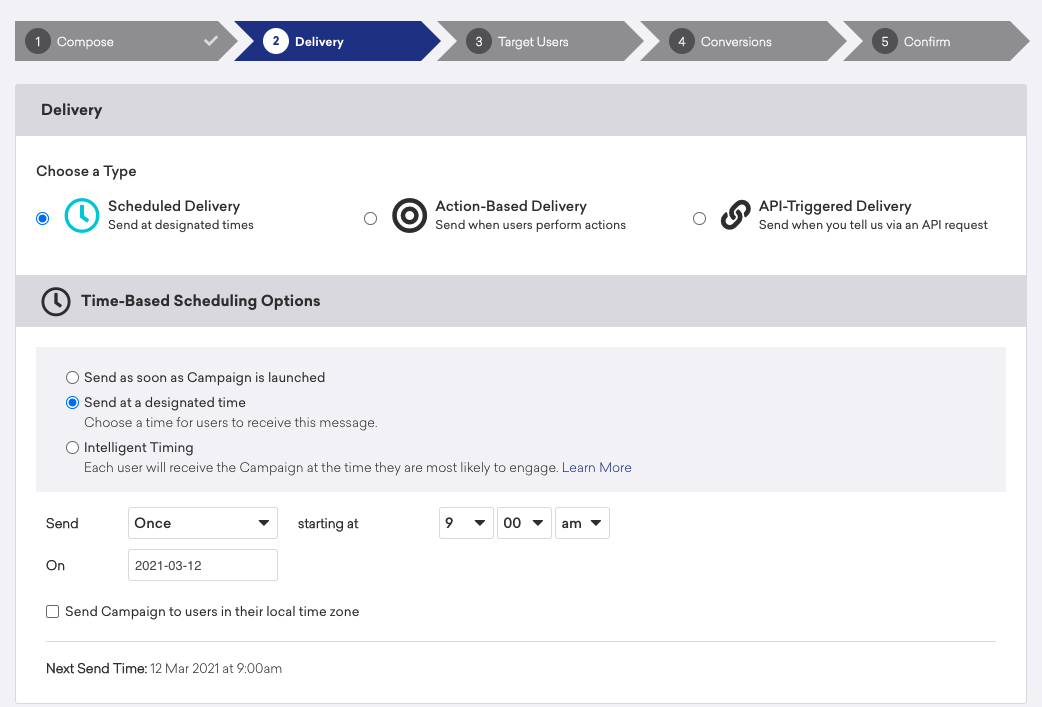 1 Compose
2 Delivery
3 Target Users
4 Conversions
5 Confirm
Delivery
Choose a Type
Scheduled Delivery
Send at designated times
Action-Based Delivery
Send when users perform actions
API-Triggered Delivery
Send when you tell us via an API request
Time-Based Scheduling Options
Send as soon as Campaign is launched
Send at a designated time
Choose a time for users to receive this message.
Intelligent Timing
Each user will receive the Campaign at the time they are most likely to engage. Learn More
Send Once starting at 9 00 am
On 2021-03-12
Send Campaign to users in their local time zone
Next Send Time: 12 Mar 2021 at 9:00am